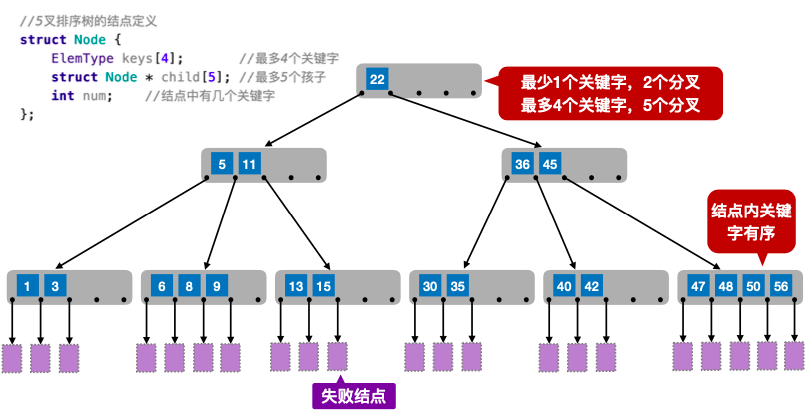 //5叉排序树的结点定义
struct Node {
ElemType keys[4]; //最多4个关键字
struct Node * child[5]; //最多5个孩子
int num; //结点中有几个关键字
};
22
最少1个关键字，2个分叉
最多4个关键字，5个分叉
5 11
36 45
结点内关键
字有序
1 3
6 8 9
13 15
30 35
40 42
47 48 50 56
失败结点